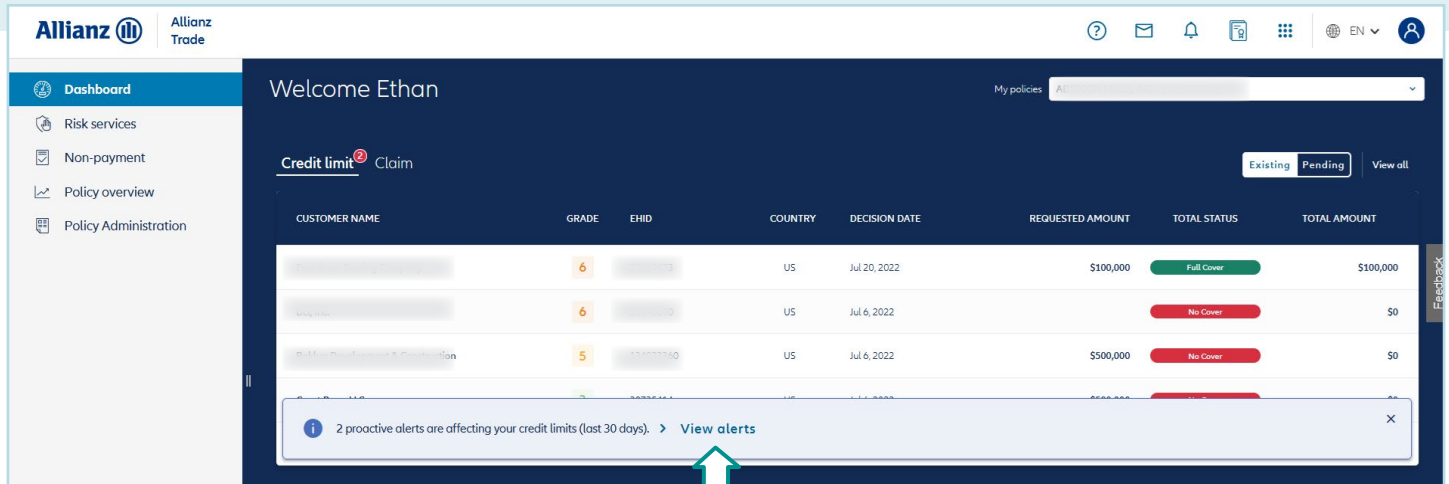 Allianz
Allianz
Trade
EN
Dashboard
Risk services
Non-payment
Policy overview
Policy Administration
Welcome Ethan
My policies
Credit limit 2 Claim
Existing Pending View all
CUSTOMER NAME GRADE EHID COUNTRY DECISION DATE REQUESTED AMOUNT TOTAL STATUS TOTAL AMOUNT
6 US Jul 20, 2022 $100,000 Full Cover $100,000
6 US Jul 6, 2022 No Cover $0
5 US Jul 6, 2022 $500,000 No Cover $0
2 proactive alerts are affecting your credit limits (last 30 days). > View alerts
Feedback